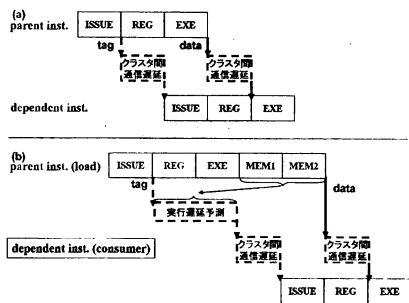 (a)
parent inst.
ISSUE REG EXE
tag data
クラスタ間 クラスタ間
通信遅延 通信遅延
dependent inst.
ISSUE REG EXE
(b)
parent inst. (load)
ISSUE REG EXE MEM1 MEM2
tag data
実行遅延予測
dependent inst. (consumer)
クラスタ間 クラスタ間
通信遅延 通信遅延
ISSUE REG EXE